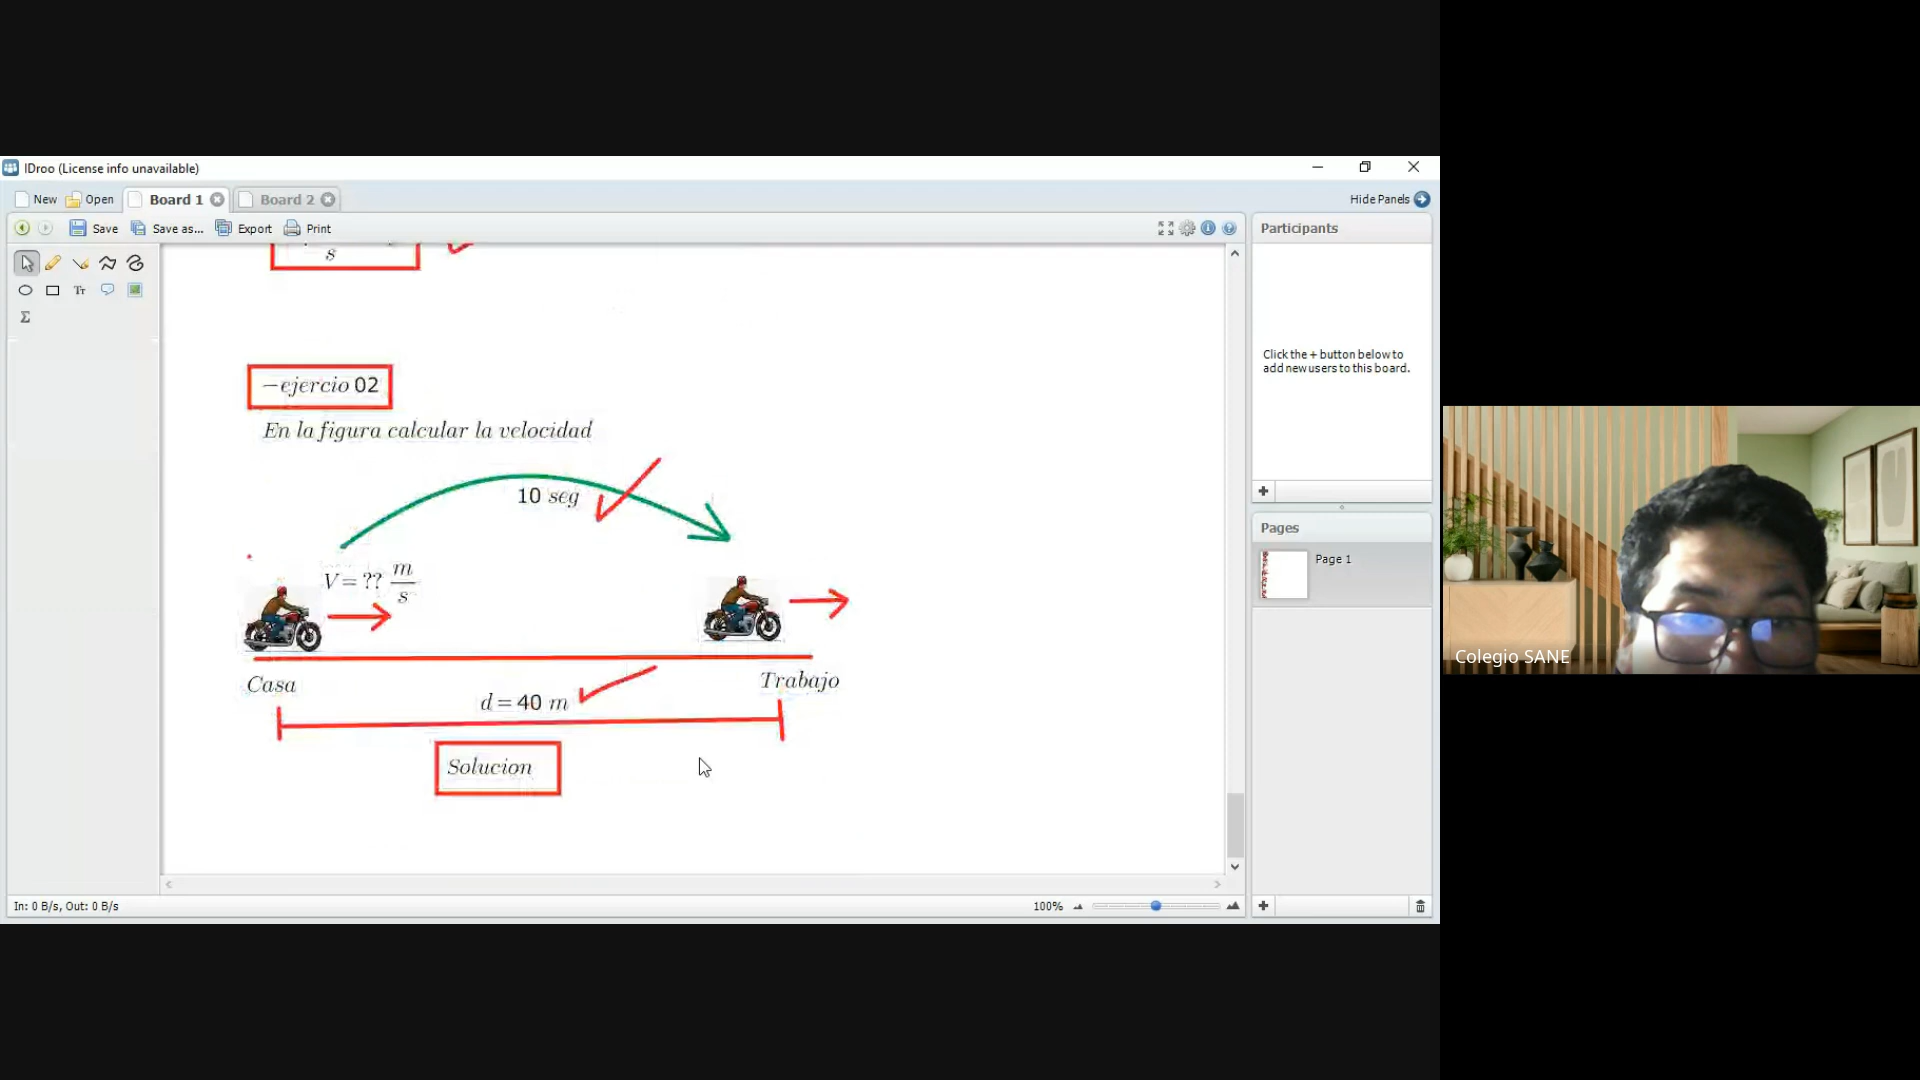 IDroo (License info unavailable)
New Open Board 1 Board 2 Hide Panels
Save Save as... Export Print
Participants
s
Click the + button below to
add new users to this board.
−ejercio 02
En la figura calcular la velocidad
10 seg
Pages
Page 1
V = ?? m
s
Casa
Trabajo
d = 40 m
Solucion
Colegio SANE
In: 0 B/s, Out: 0 B/s
100%